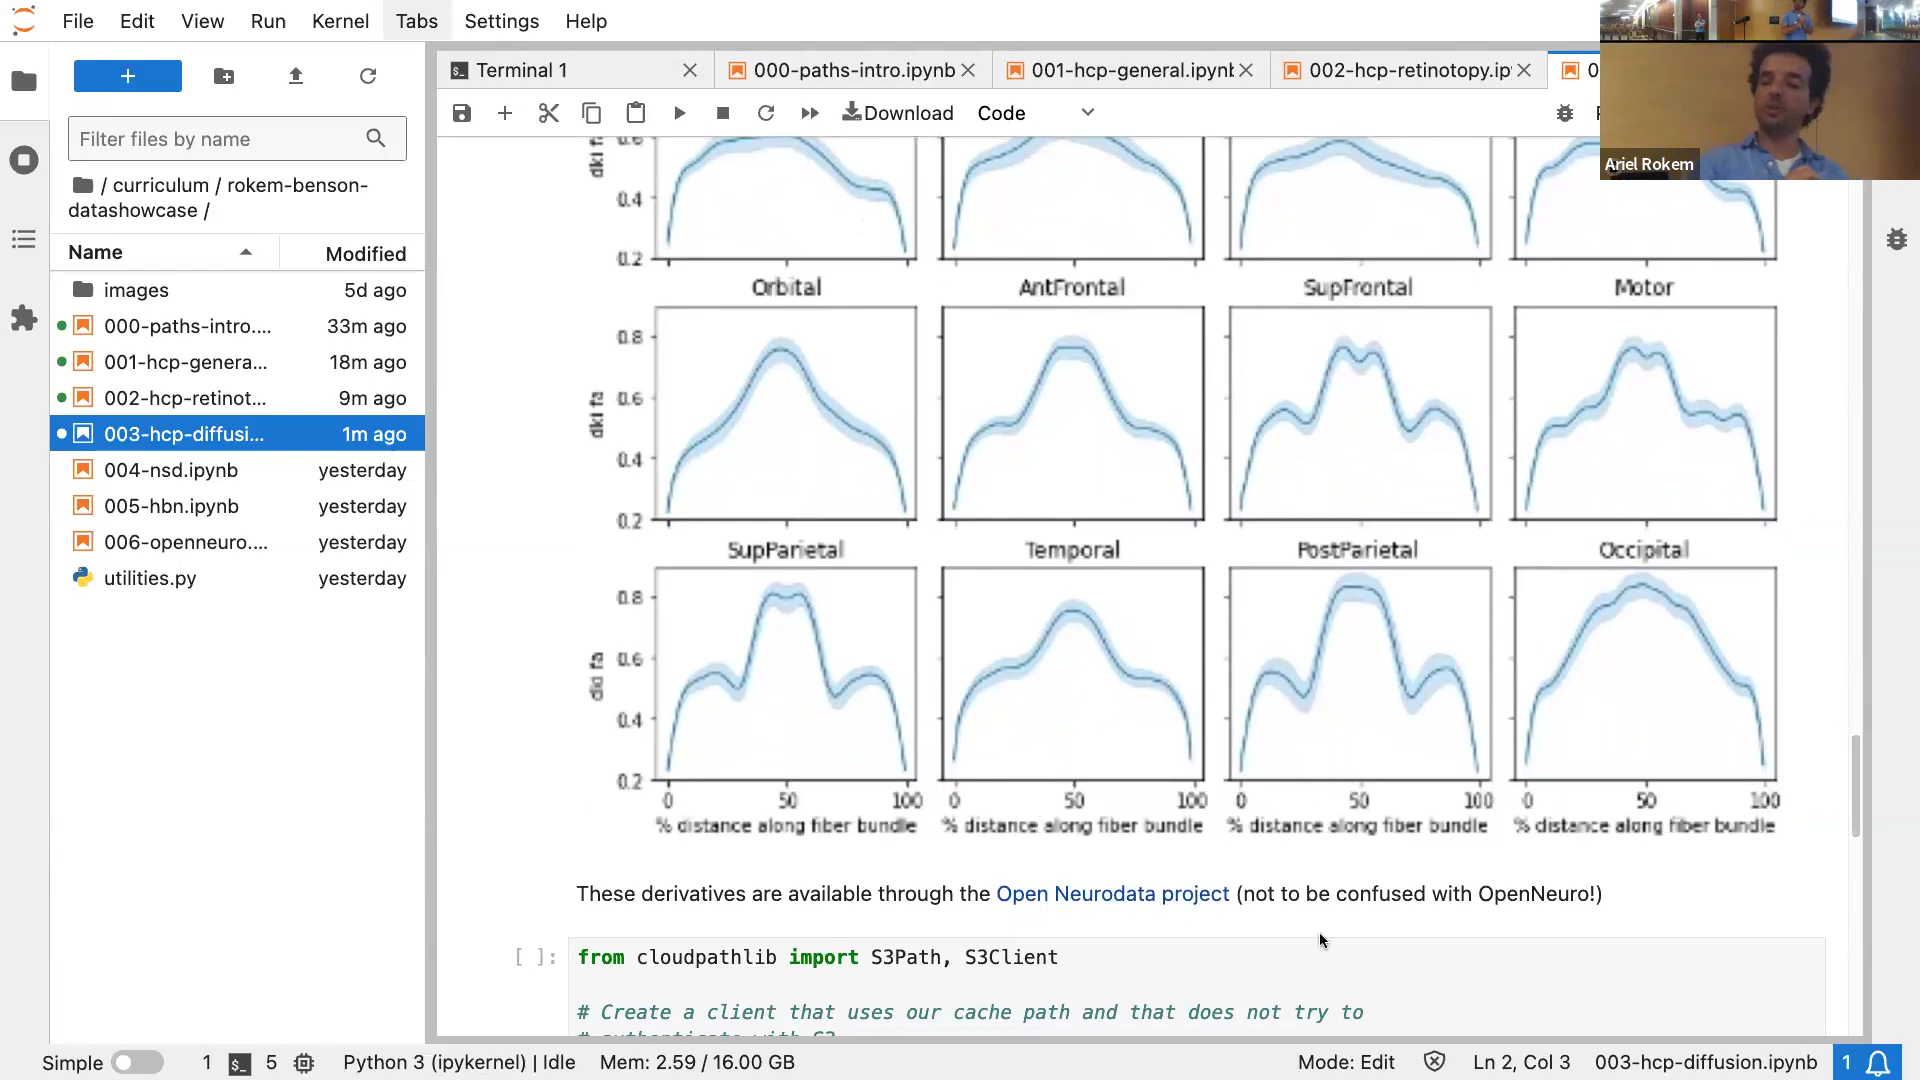 File Edit View Run Kernel Tabs Settings Help
Terminal 1
000-paths-intro.ipynb
001-hcp-general.ipynb
002-hcp-retinotopy.ip
0
Download Code
Ariel Rokem
Filter files by name
/ curriculum / rokem-benson-
datashowcase /
Name Modified
images 5d ago
000-paths-intro.... 33m ago
001-hcp-genera... 18m ago
002-hcp-retinot... 9m ago
003-hcp-diffusi... 1m ago
004-nsd.ipynb yesterday
005-hbn.ipynb yesterday
006-openneuro.... yesterday
utilities.py yesterday
0.6
dki fa
0.4
0.2
Orbital AntFrontal SupFrontal Motor
0.8
0.6
dki fa
0.4
0.2
SupParietal Temporal PostParietal Occipital
0.8
0.6
dki fa
0.4
0.2
0 50 100 0 50 100 0 50 100 0 50 100
% distance along fiber bundle % distance along fiber bundle % distance along fiber bundle % distance along fiber bundle
These derivatives are available through the Open Neurodata project (not to be confused with OpenNeuro!)
[ ]: from cloudpathlib import S3Path, S3Client
# Create a client that uses our cache path and that does not try to
# authenticate with S3
Simple 1 5 Python 3 (ipykernel) | Idle Mem: 2.59 / 16.00 GB Mode: Edit Ln 2, Col 3 003-hcp-diffusion.ipynb 1